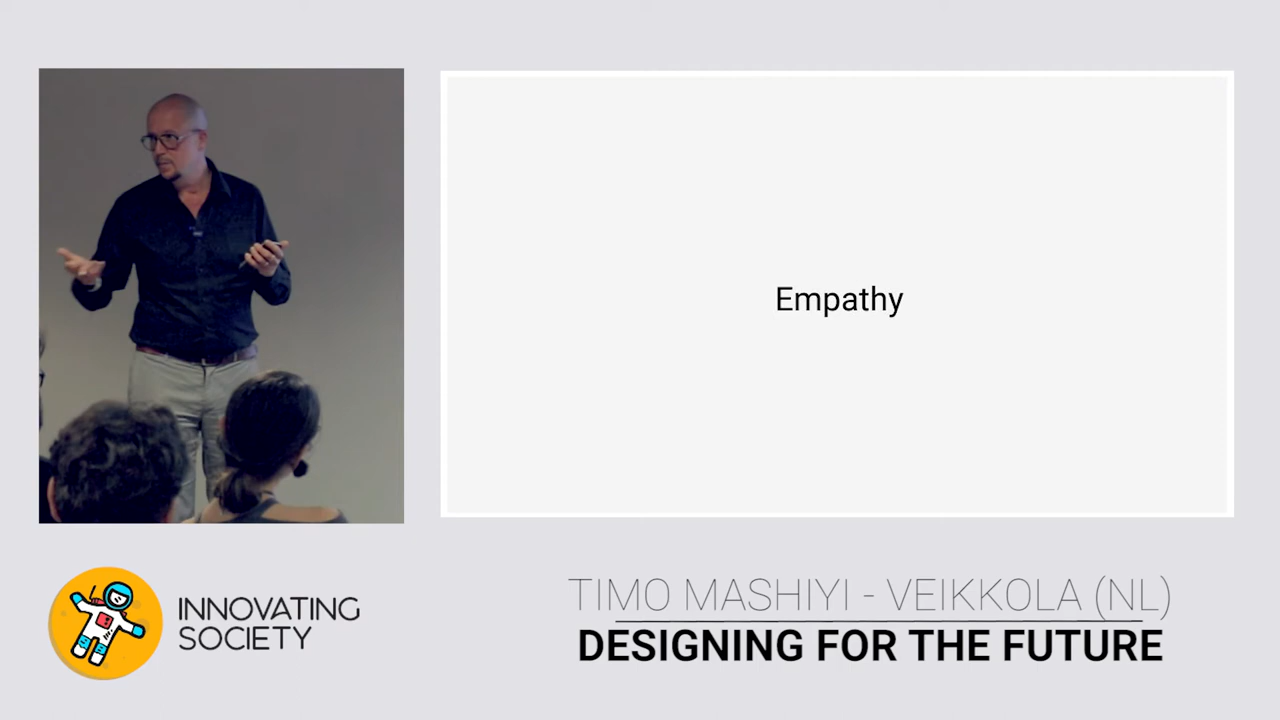 Empathy
INNOVATING
SOCIETY
TIMO MASHIYI - VEIKKOLA (NL)
DESIGNING FOR THE FUTURE